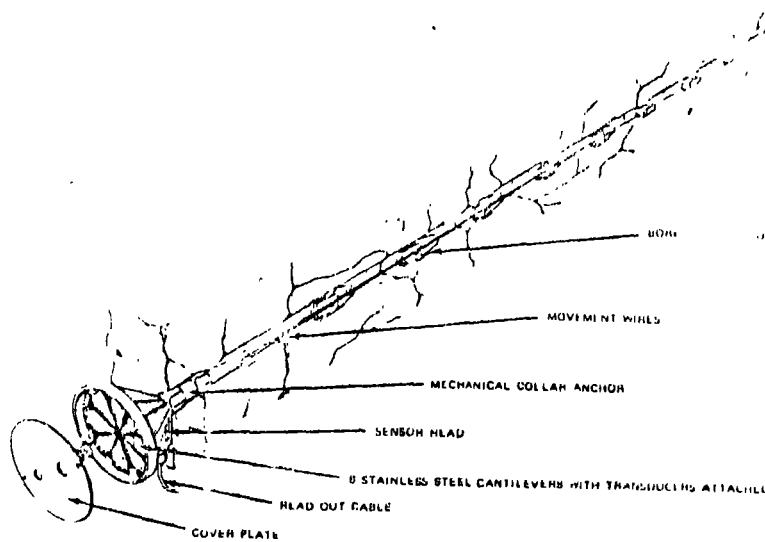 BORE
MOVEMENT WIRES
MECHANICAL COLLAR ANCHOR
SENSOR HEAD
8 STAINLESS STEEL CANTILEVERS WITH TRANSDUCERS ATTACHED
READ OUT CABLE
COVER PLATE